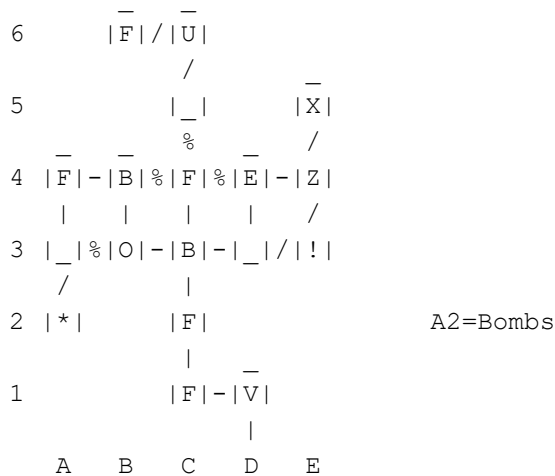 _   _
6       |F|/|U|
            /       _
5           |_|     |X|
    _   _   %   _   /
4   |F|-|B|%|F|%|E|-|Z|
     |   |   |   |   /
3   |_|%|O|-|B|-|_|/|!|
    /        |
2   |*|     |F|             A2=Bombs
             |   _
1           |F|-|V|
                 |
     A   B   C   D   E